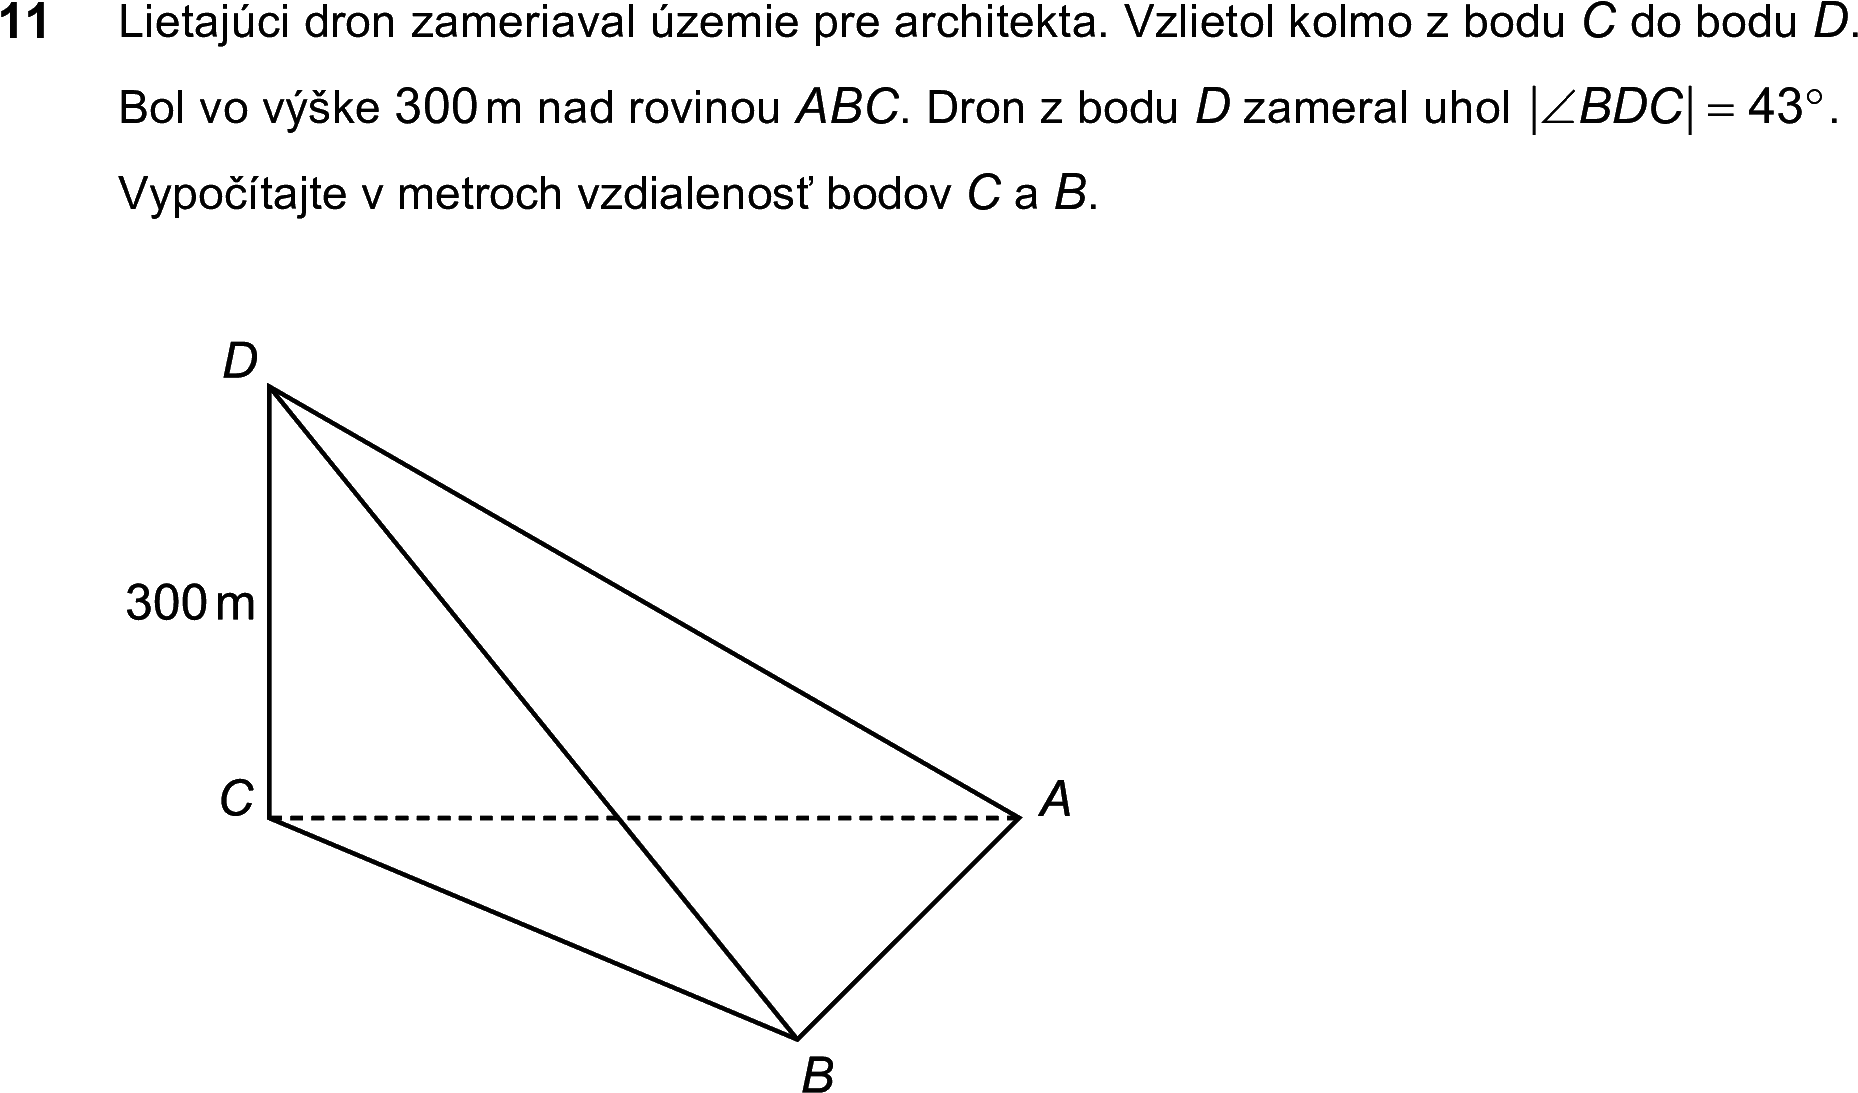 11 Lietajúci dron zameriaval územie pre architekta. Vzlietol kolmo z bodu C do bodu D.
Bol vo výške 300 m nad rovinou ABC. Dron z bodu D zameral uhol |∠BDC| = 43°.
Vypočítajte v metroch vzdialenosť bodov C a B.
D
300 m
C
A
B